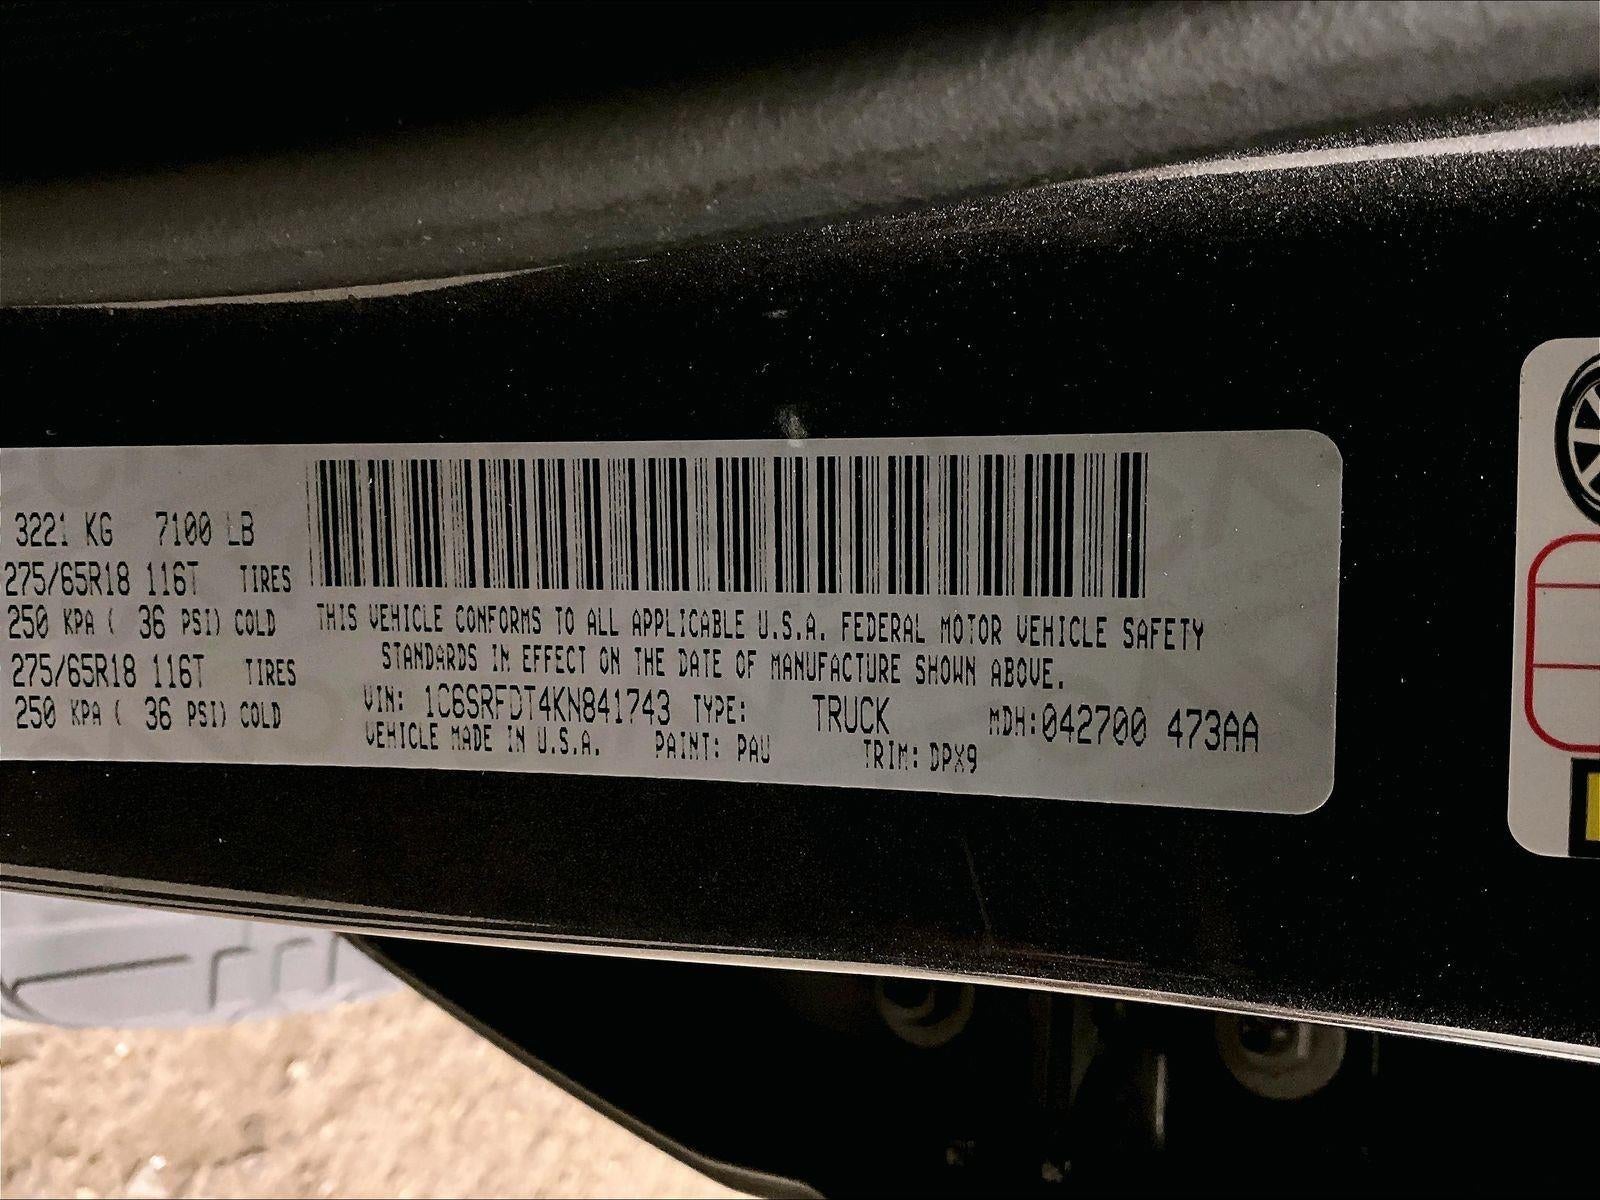 3221 KG 7100 LB
275/65R18 116T TIRES
250 KPA ( 36 PSI) COLD
275/65R18 116T TIRES
250 KPA ( 36 PSI) COLD
THIS VEHICLE CONFORMS TO ALL APPLICABLE U.S.A. FEDERAL MOTOR VEHICLE SAFETY
STANDARDS IN EFFECT ON THE DATE OF MANUFACTURE SHOWN ABOVE.
VIN: 1C6SRFDT4KN841743 TYPE: TRUCK MDH:042700 473AA
VEHICLE MADE IN U.S.A. PAINT: PAU TRIM: DPX9